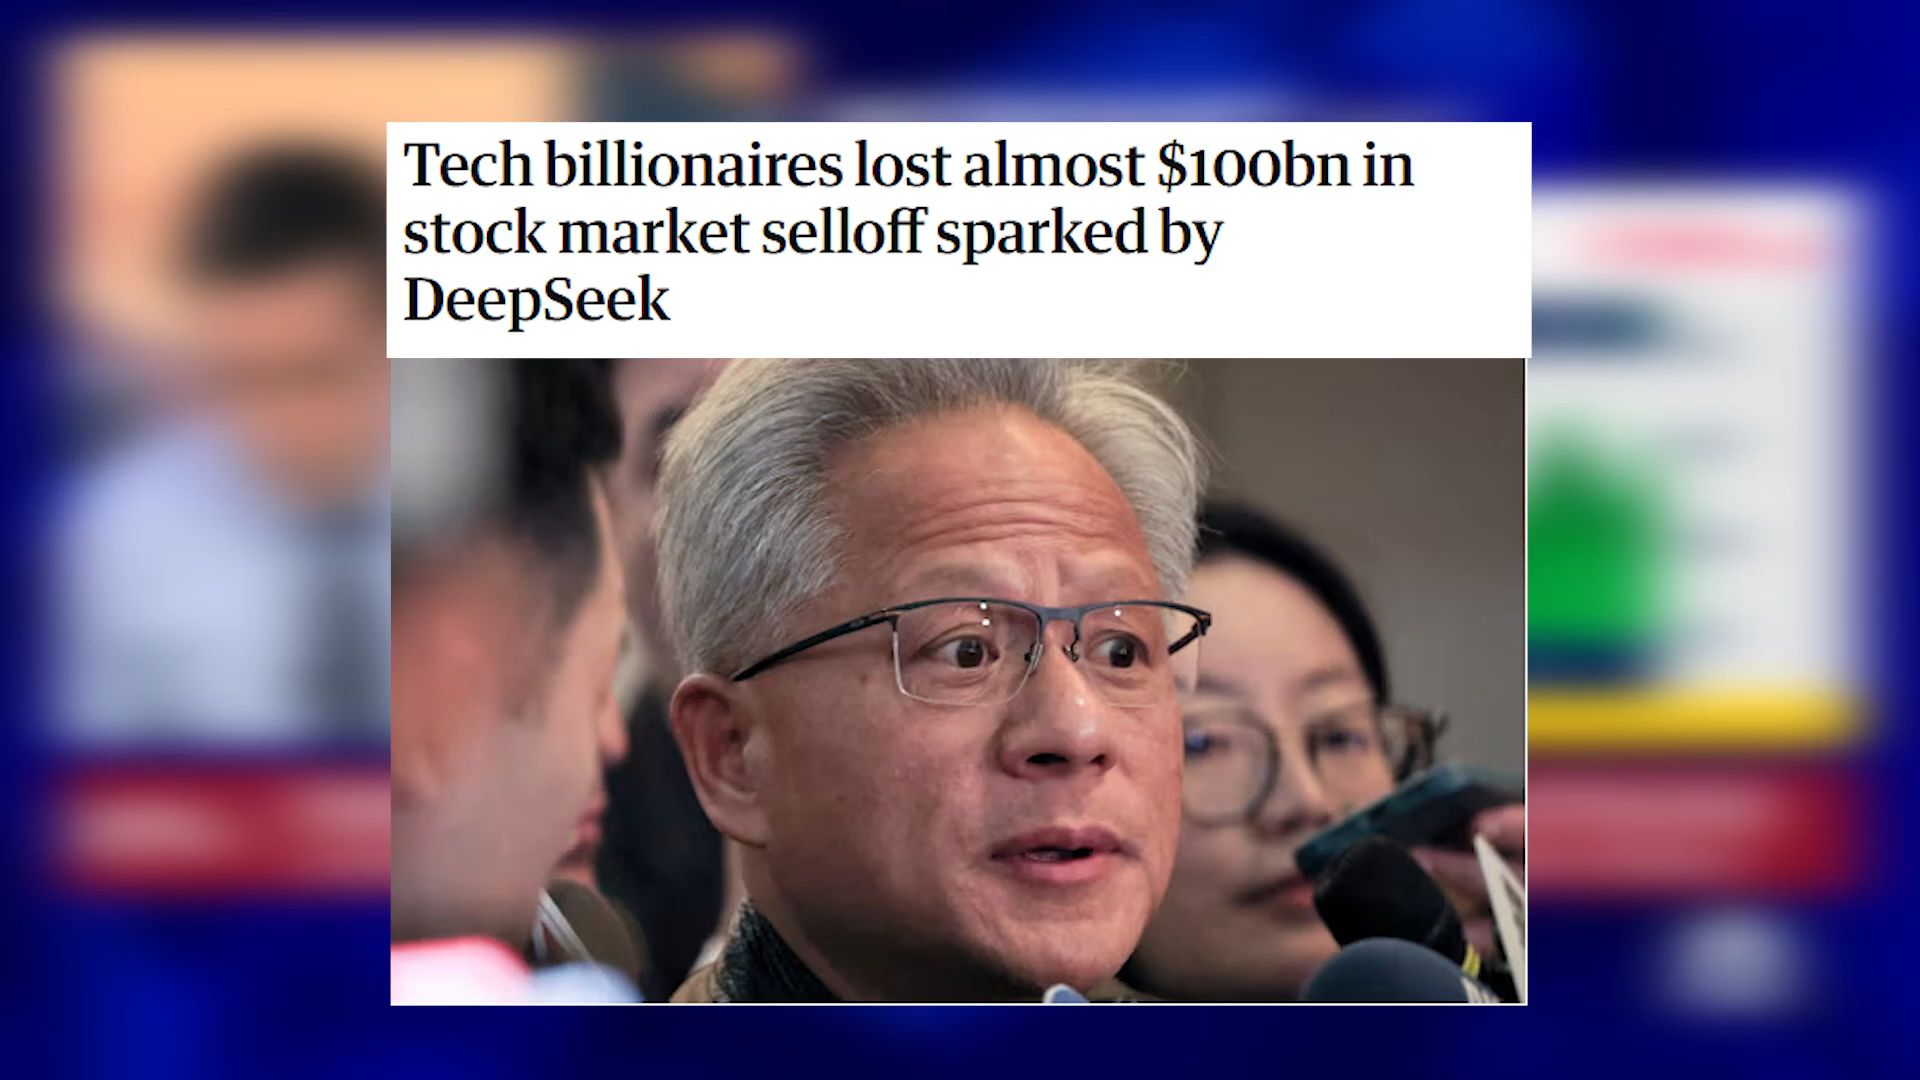 Tech billionaires lost almost $100bn in
stock market selloff sparked by
DeepSeek